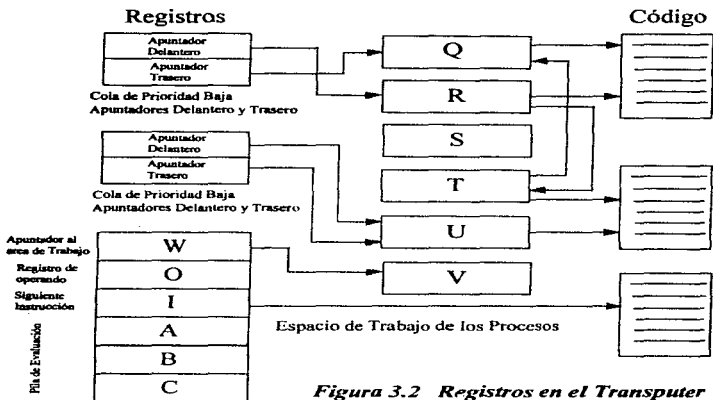 Registros
Código
Apuntador
Delantero
Apuntador
Trasero
Cola de Prioridad Baja
Apuntadores Delantero y Trasero
Apuntador
Delantero
Apuntador
Trasero
Cola de Prioridad Baja
Apuntadores Delantero y Trasero
Q
R
S
T
U
V
Apuntador al
area de Trabajo
W
Registro de
operando
O
Siguiente
Instrucción
I
Pila de Evaluación
A
B
C
Espacio de Trabajo de los Procesos
Figura 3.2 Registros en el Transputer